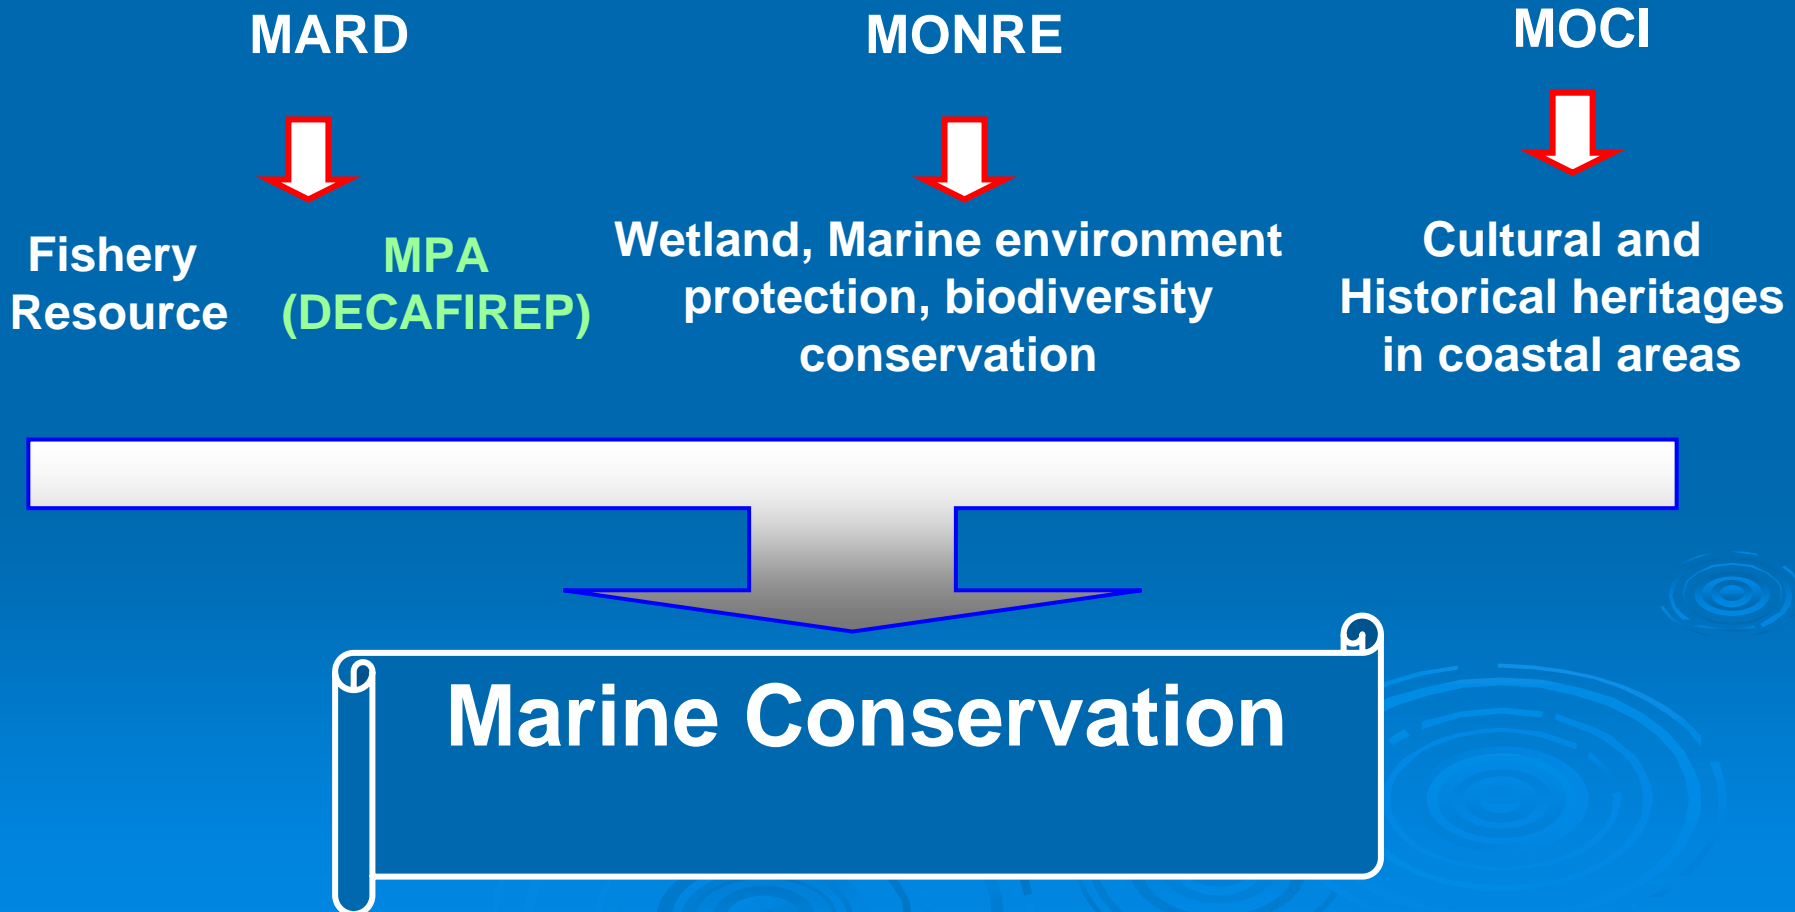 MARD
MONRE
MOCI
Fishery
Resource
MPA
(DECAFIREP)
Wetland, Marine environment
protection, biodiversity
conservation
Cultural and
Historical heritages
in coastal areas
Marine Conservation